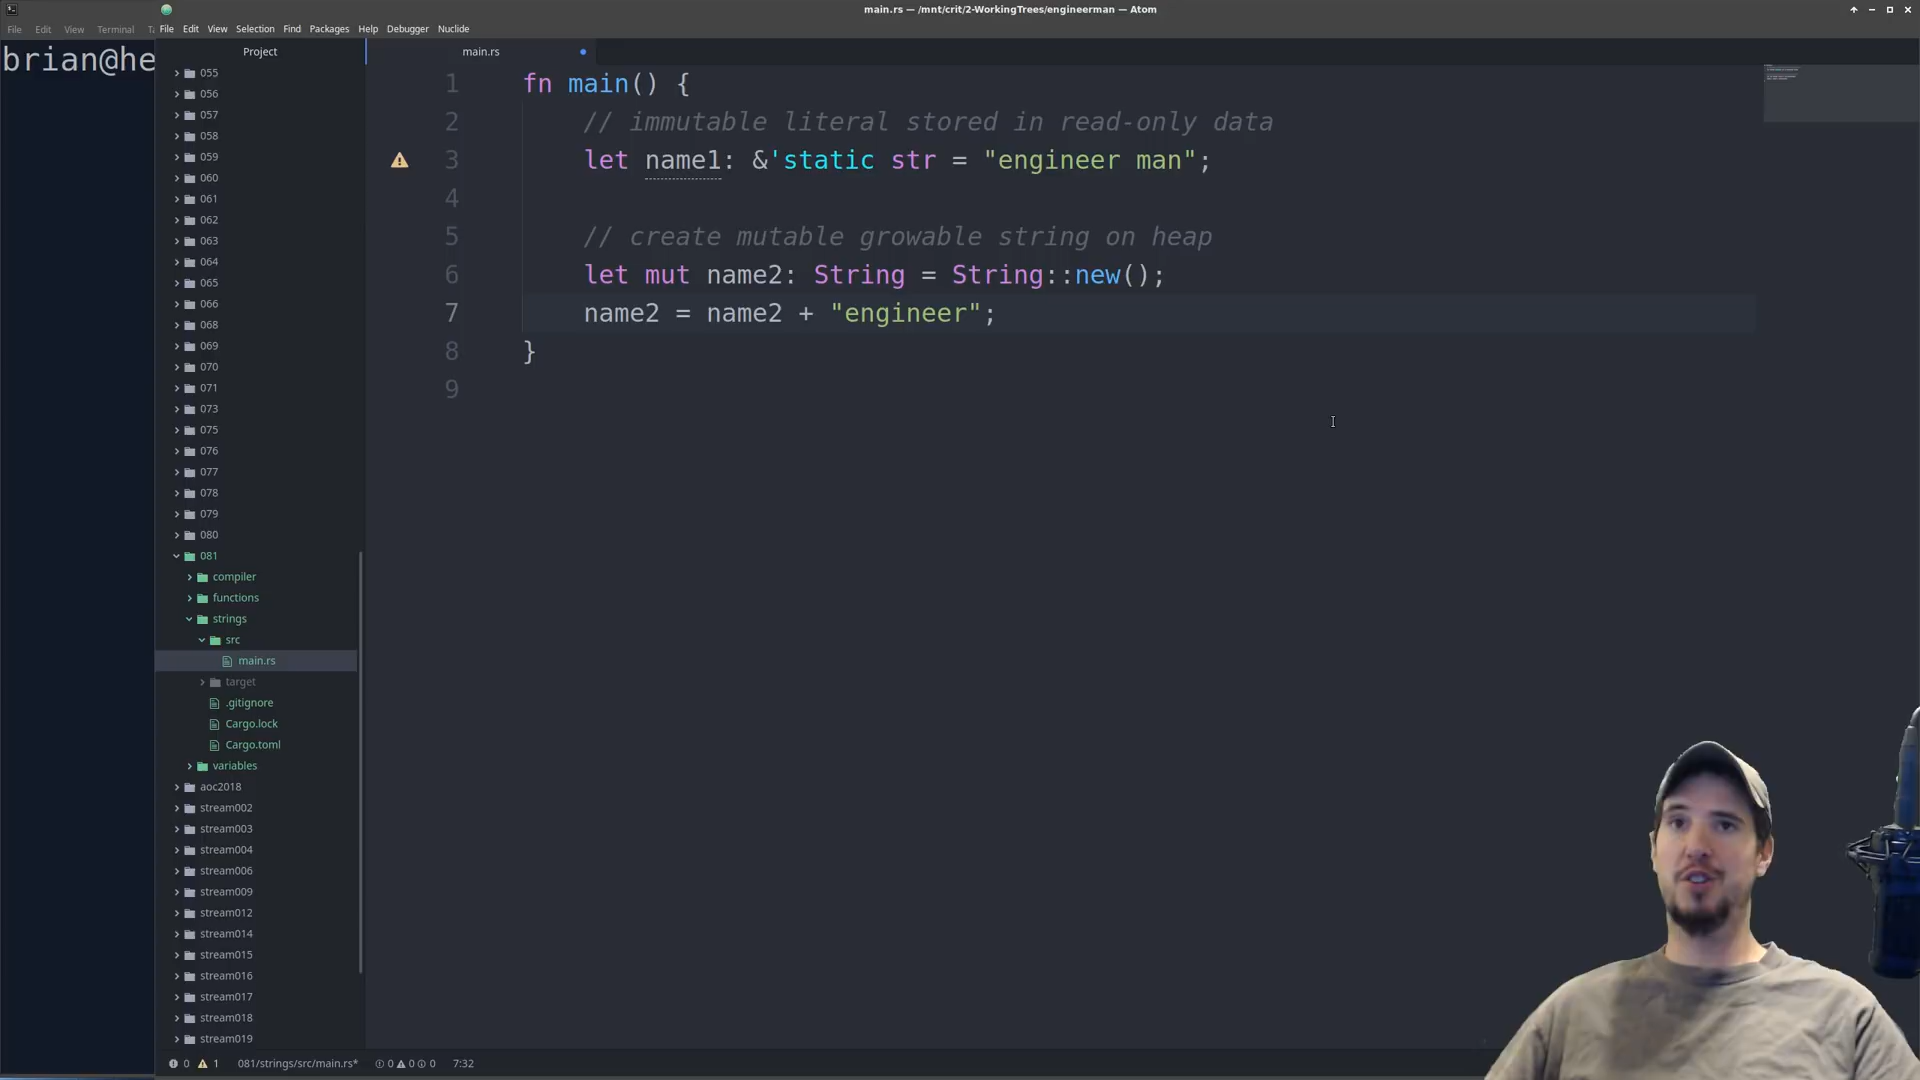 main.rs — /mnt/crit/2-WorkingTrees/engineerman — Atom
File Edit View Terminal T
File Edit View Selection Find Packages Help Debugger Nuclide
brian@he
Project
055
056
057
058
059
060
061
062
063
064
065
066
068
069
070
071
073
075
076
077
078
079
080
081
compiler
functions
strings
src
main.rs
target
.gitignore
Cargo.lock
Cargo.toml
variables
aoc2018
stream002
stream003
stream004
stream006
stream009
stream012
stream014
stream015
stream016
stream017
stream018
stream019
main.rs
1 fn main() {
2 // immutable literal stored in read-only data
3 let name1: &'static str = "engineer man";
4
5 // create mutable growable string on heap
6 let mut name2: String = String::new();
7 name2 = name2 + "engineer";
8 }
9
0 1 081/strings/src/main.rs* 0 0 0 7:32